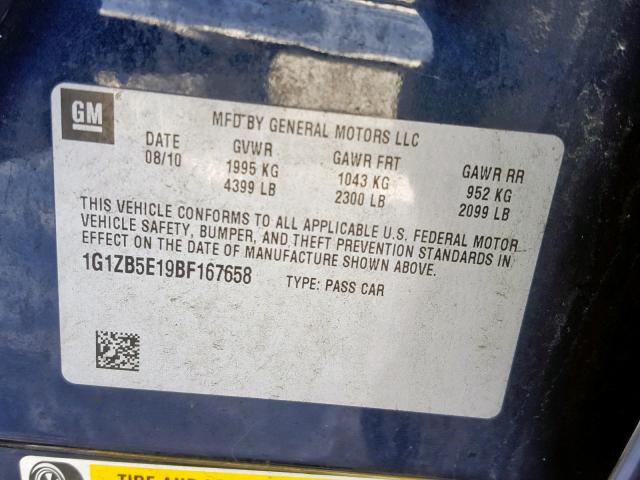 GM
MFD BY GENERAL MOTORS LLC
DATE GVWR GAWR FRT GAWR RR
08/10 1995 KG 1043 KG 952 KG
4399 LB 2300 LB 2099 LB
THIS VEHICLE CONFORMS TO ALL APPLICABLE U.S. FEDERAL MOTOR
VEHICLE SAFETY, BUMPER, AND THEFT PREVENTION STANDARDS IN
EFFECT ON THE DATE OF MANUFACTURE SHOWN ABOVE.
1G1ZB5E19BF167658 TYPE: PASS CAR
TIRE AND